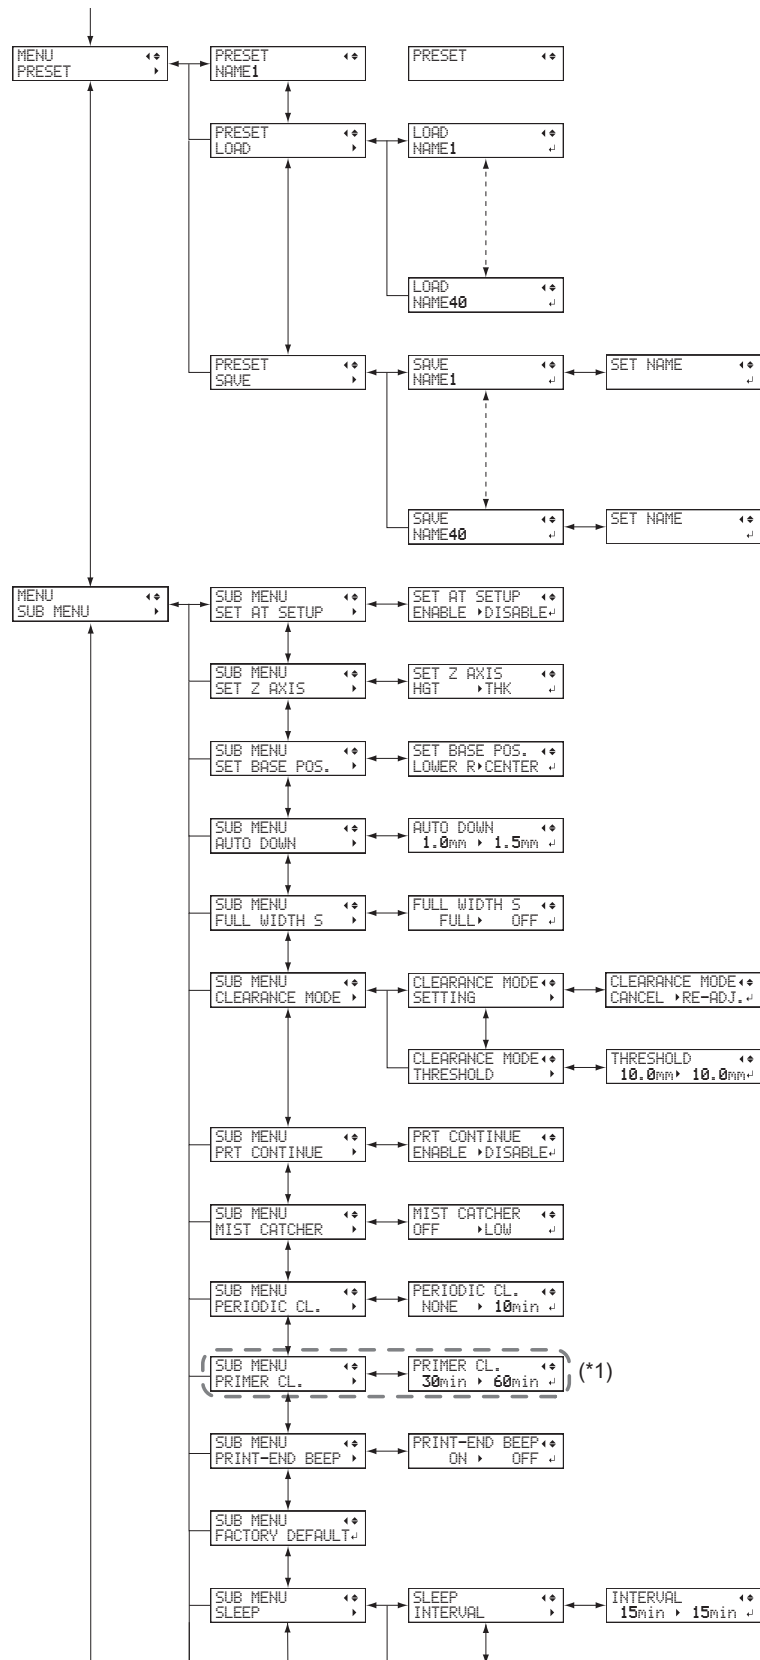 MENU
PRESET
PRESET
NAME1
PRESET
PRESET
LOAD
LOAD
NAME1
LOAD
NAME40
PRESET
SAVE
SAVE
NAME1
SET NAME
SAVE
NAME40
SET NAME
MENU
SUB MENU
SUB MENU
SET AT SETUP
SET AT SETUP
ENABLE DISABLE
SUB MENU
SET Z AXIS
SET Z AXIS
HGT THK
SUB MENU
SET BASE POS.
SET BASE POS.
LOWER R CENTER
SUB MENU
AUTO DOWN
AUTO DOWN
1.0mm 1.5mm
SUB MENU
FULL WIDTH S
FULL WIDTH S
FULL OFF
SUB MENU
CLEARANCE MODE
CLEARANCE MODE
SETTING
CLEARANCE MODE
CANCEL RE-ADJ.
CLEARANCE MODE
THRESHOLD
THRESHOLD
10.0mm 10.0mm
SUB MENU
PRT CONTINUE
PRT CONTINUE
ENABLE DISABLE
SUB MENU
MIST CATCHER
MIST CATCHER
OFF LOW
SUB MENU
PERIODIC CL.
PERIODIC CL.
NONE 10min
SUB MENU
PRIMER CL.
PRIMER CL.
30min 60min
(*1)
SUB MENU
PRINT-END BEEP
PRINT-END BEEP
ON OFF
SUB MENU
FACTORY DEFAULT
SUB MENU
SLEEP
SLEEP
INTERVAL
INTERVAL
15min 15min